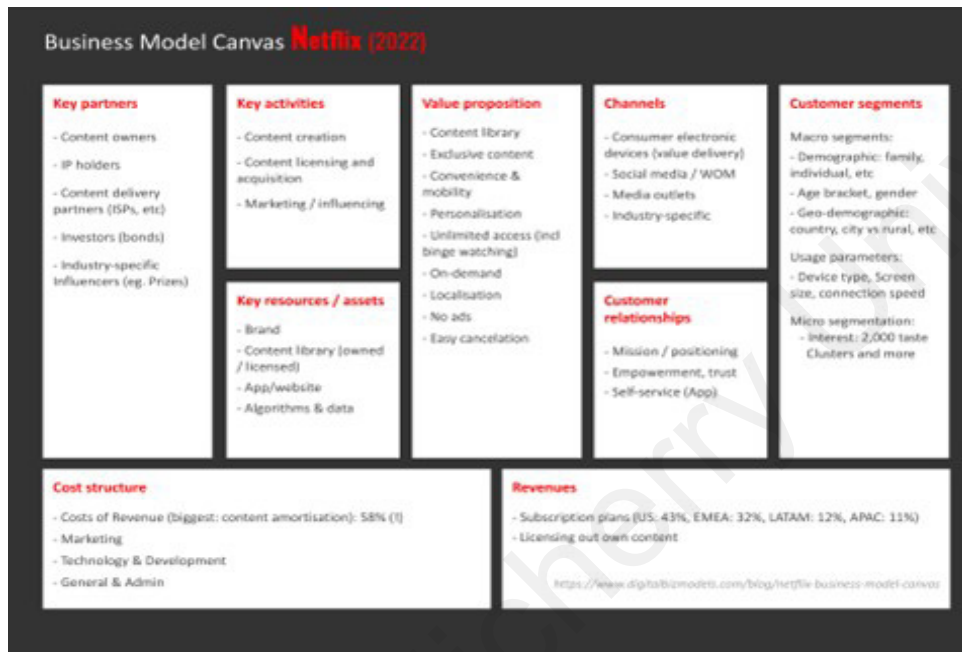 Business Model Canvas Netflix (2022)
Key partners
- Content owners
- IP holders
- Content delivery
partners (ISPs, etc)
- Investors (bonds)
- Industry-specific
Influencers (eg. Prizes)
Key activities
- Content creation
- Content licensing and
acquisition
- Marketing / influencing
Key resources / assets
- Brand
- Content library (owned
/ licensed)
- App/website
- Algorithms & data
Value proposition
- Content library
- Exclusive content
- Convenience &
mobility
- Personalisation
- Unlimited access (incl
binge watching)
- On-demand
- Localisation
- No ads
- Easy cancelation
Channels
- Consumer electronic
devices (value delivery)
- Social media / WOM
- Media outlets
- Industry-specific
Customer
relationships
- Mission / positioning
- Empowerment, trust
- Self-service (App)
Customer segments
Macro segments:
- Demographic: family,
individual, etc
- Age bracket, gender
- Geo-demographic:
country, city vs rural, etc
Usage parameters:
- Device type, Screen
size, connection speed
Micro segmentation:
- Interest: 2,000 taste
Clusters and more
Cost structure
- Costs of Revenue (biggest: content amortisation): 58% (!)
- Marketing
- Technology & Development
- General & Admin
Revenues
- Subscription plans (US: 43%, EMEA: 32%, LATAM: 12%, APAC: 11%)
- Licensing out own content
https://www.digitalbizmodels.com/blog/netflix-business-model-canvas